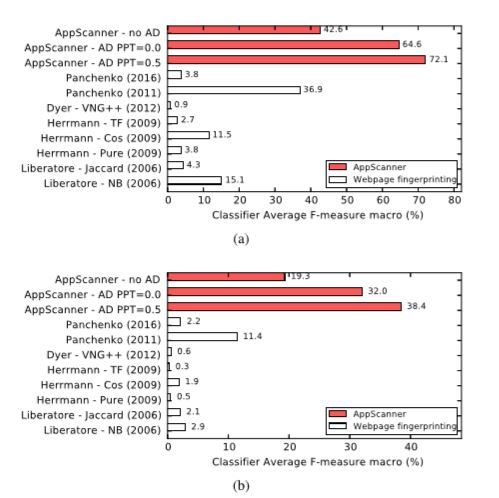 AppScanner - no AD 42.6
AppScanner - AD PPT=0.0 64.6
AppScanner - AD PPT=0.5 72.1
Panchenko (2016) 3.8
Panchenko (2011) 36.9
Dyer - VNG++ (2012) 0.9
Herrmann - TF (2009) 2.7
Herrmann - Cos (2009) 11.5
Herrmann - Pure (2009) 3.8
Liberatore - Jaccard (2006) 4.3
Liberatore - NB (2006) 15.1
AppScanner
Webpage fingerprinting
0 10 20 30 40 50 60 70 80
Classifier Average F-measure macro (%)
(a)
AppScanner - no AD 19.3
AppScanner - AD PPT=0.0 32.0
AppScanner - AD PPT=0.5 38.4
Panchenko (2016) 2.2
Panchenko (2011) 11.4
Dyer - VNG++ (2012) 0.6
Herrmann - TF (2009) 0.3
Herrmann - Cos (2009) 1.9
Herrmann - Pure (2009) 0.5
Liberatore - Jaccard (2006) 2.1
Liberatore - NB (2006) 2.9
AppScanner
Webpage fingerprinting
0 10 20 30 40
Classifier Average F-measure macro (%)
(b)